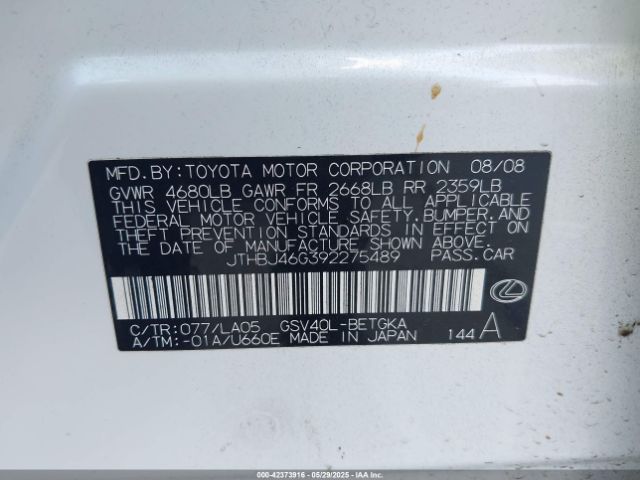 MFD.BY:TOYOTA MOTOR CORPORATION 08/08
GVWR 4680LB GAWR FR 2668LB RR 2359LB
THIS VEHICLE CONFORMS TO ALL APPLICABLE
FEDERAL MOTOR VEHICLE SAFETY,BUMPER,AND
THEFT PREVENTION STANDARDS IN EFFECT ON
THE DATE OF MANUFACTURE SHOWN ABOVE.
JTHBJ46G392275489 PASS.CAR
C/TR:077/LA05 GSV40L-BETGKA
A/TM:-01A/U660E MADE IN JAPAN 144 A
000-42373916 | 05/29/2025 | IAA Inc.